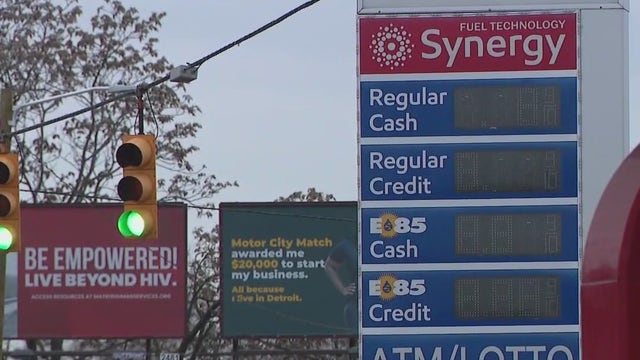 FUEL TECHNOLOGY
Synergy
Regular
Cash
Regular
Credit
E85
Cash
E85
Credit
ATM/LOTTO
BE EMPOWERED!
LIVE BEYOND HIV.
Motor City Match
awarded me
$20,000 to start
my business.
All because
I live in Detroit.